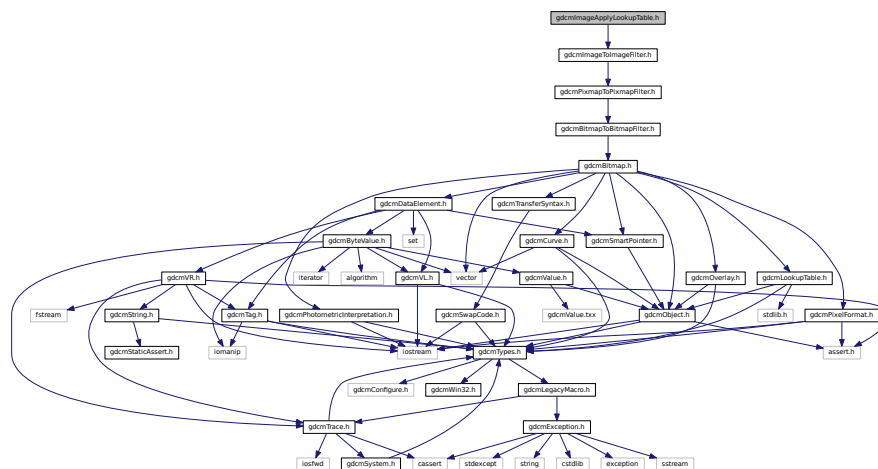 gdcmImageApplyLookupTable.h
gdcmImageToImageFilter.h
gdcmPixmapToPixmapFilter.h
gdcmBitmapToBitmapFilter.h
gdcmBitmap.h
gdcmDataElement.h
gdcmTransferSyntax.h
gdcmByteValue.h
set
gdcmCurve.h
gdcmSmartPointer.h
gdcmVR.h
iterator
algorithm
gdcmVL.h
vector
gdcmValue.h
gdcmOverlay.h
gdcmLookupTable.h
fstream
gdcmString.h
gdcmTag.h
gdcmPhotometricInterpretation.h
gdcmSwapCode.h
gdcmValue.txx
gdcmObject.h
stdlib.h
gdcmPixelFormat.h
gdcmStaticAssert.h
iomanip
iostream
gdcmTypes.h
assert.h
gdcmConfigure.h
gdcmWin32.h
gdcmLegacyMacro.h
gdcmTrace.h
gdcmException.h
iosfwd
gdcmSystem.h
cassert
stdexcept
string
cstdlib
exception
sstream